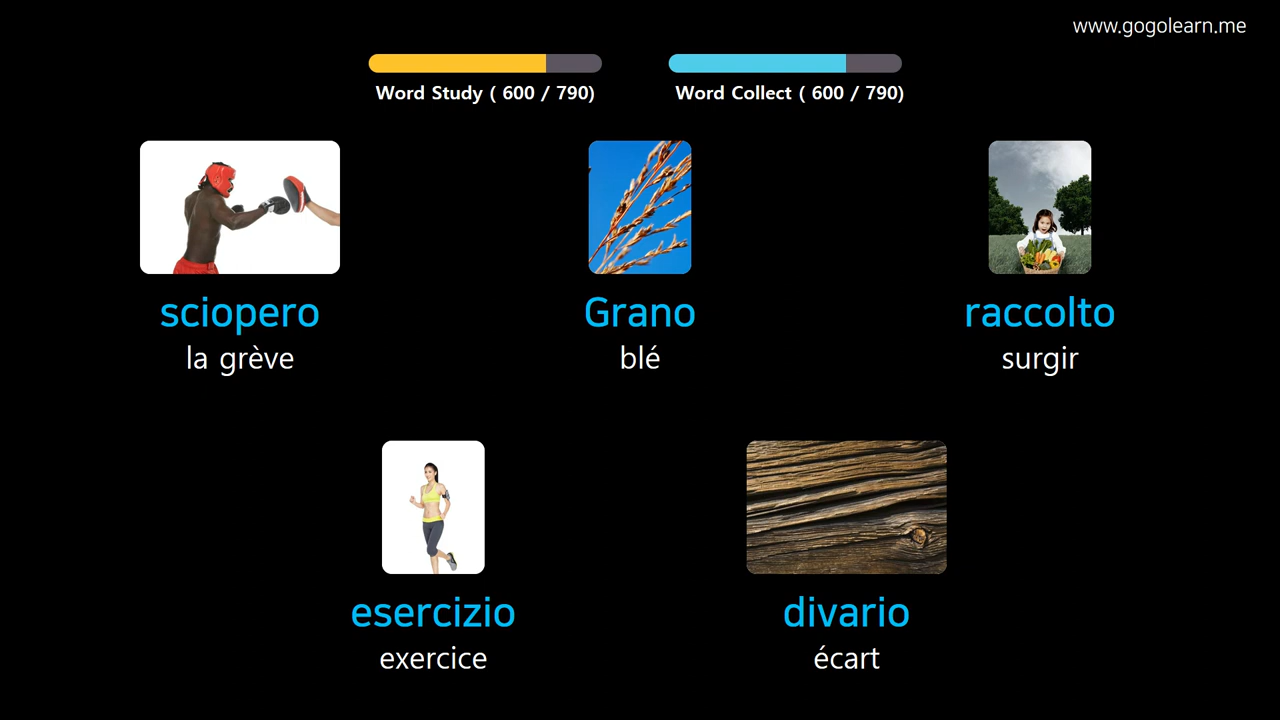 www.gogolearn.me
Word Study ( 600 / 790)
Word Collect ( 600 / 790)
sciopero
la grève
Grano
blé
raccolto
surgir
esercizio
exercice
divario
écart